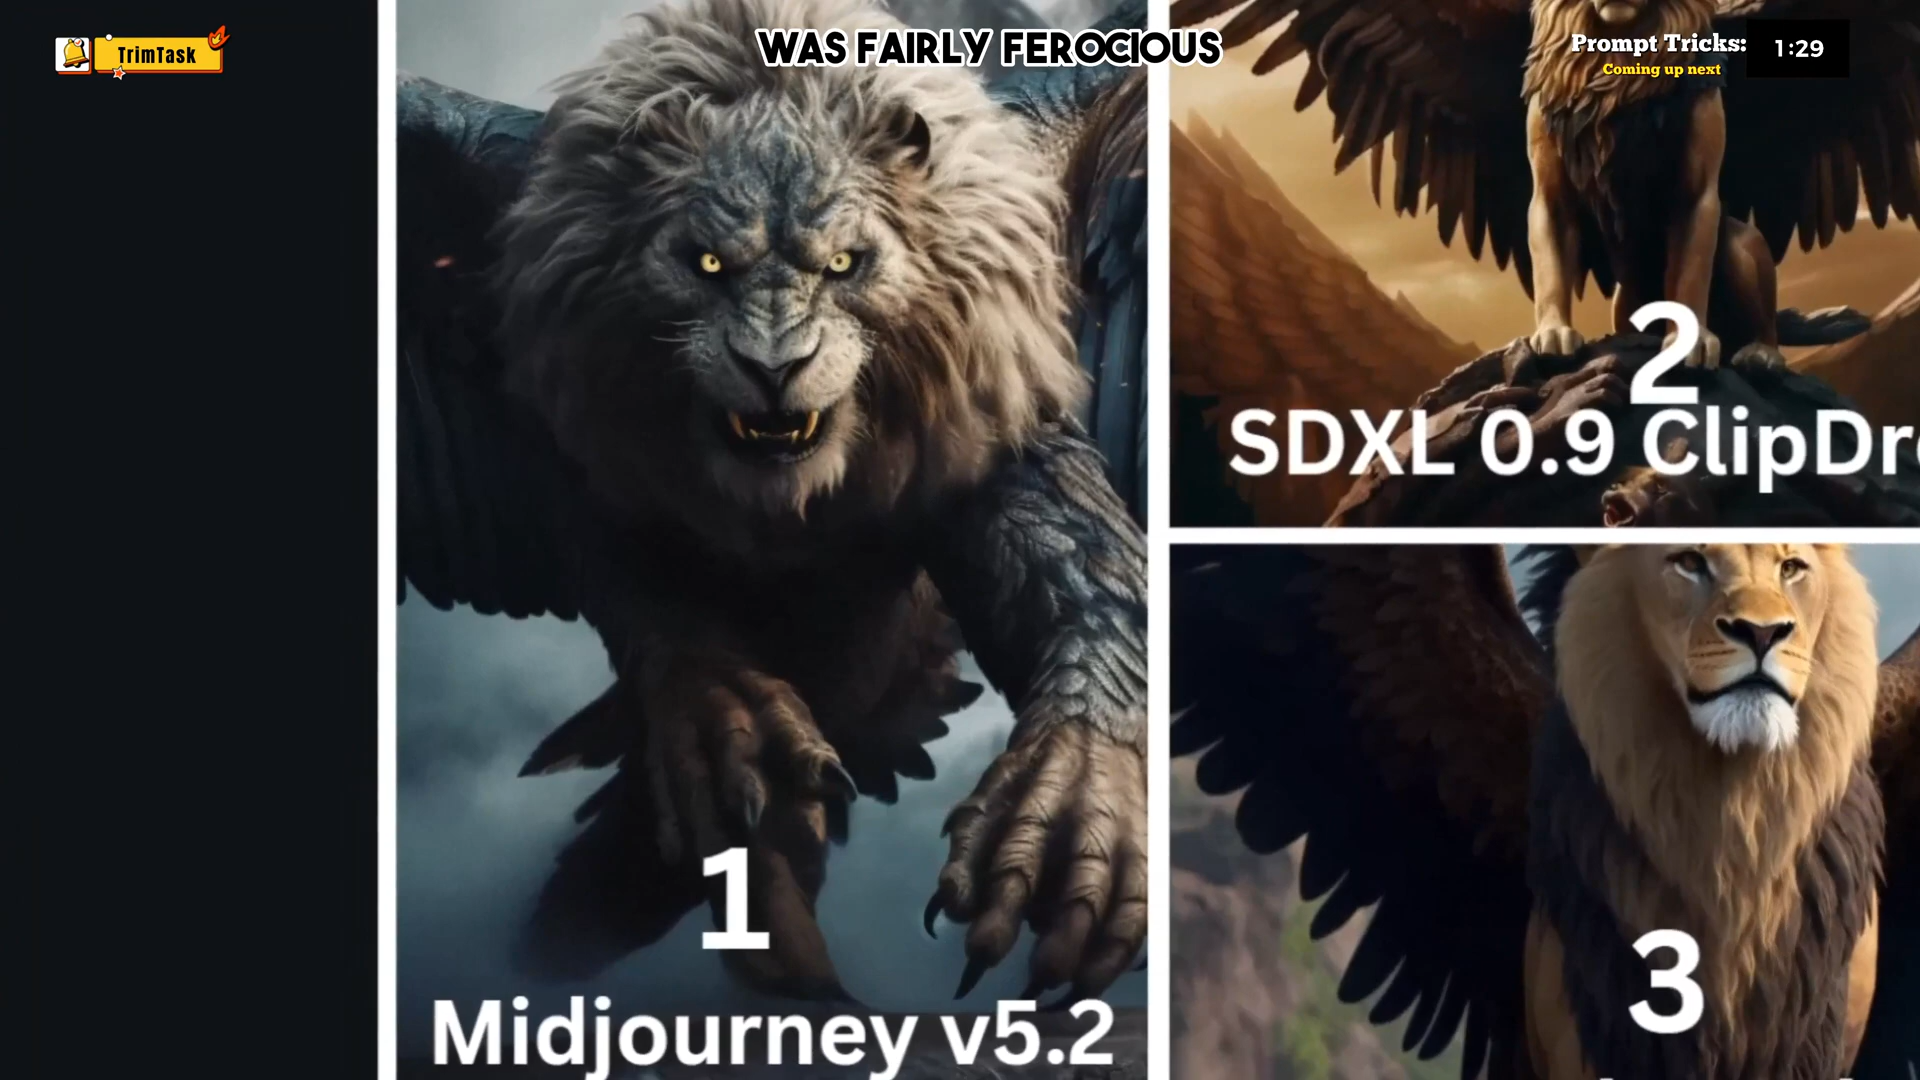 TrimTask
WAS FAIRLY FEROCIOUS
Prompt Tricks:
Coming up next
1:29
1
Midjourney v5.2
2
SDXL 0.9
3